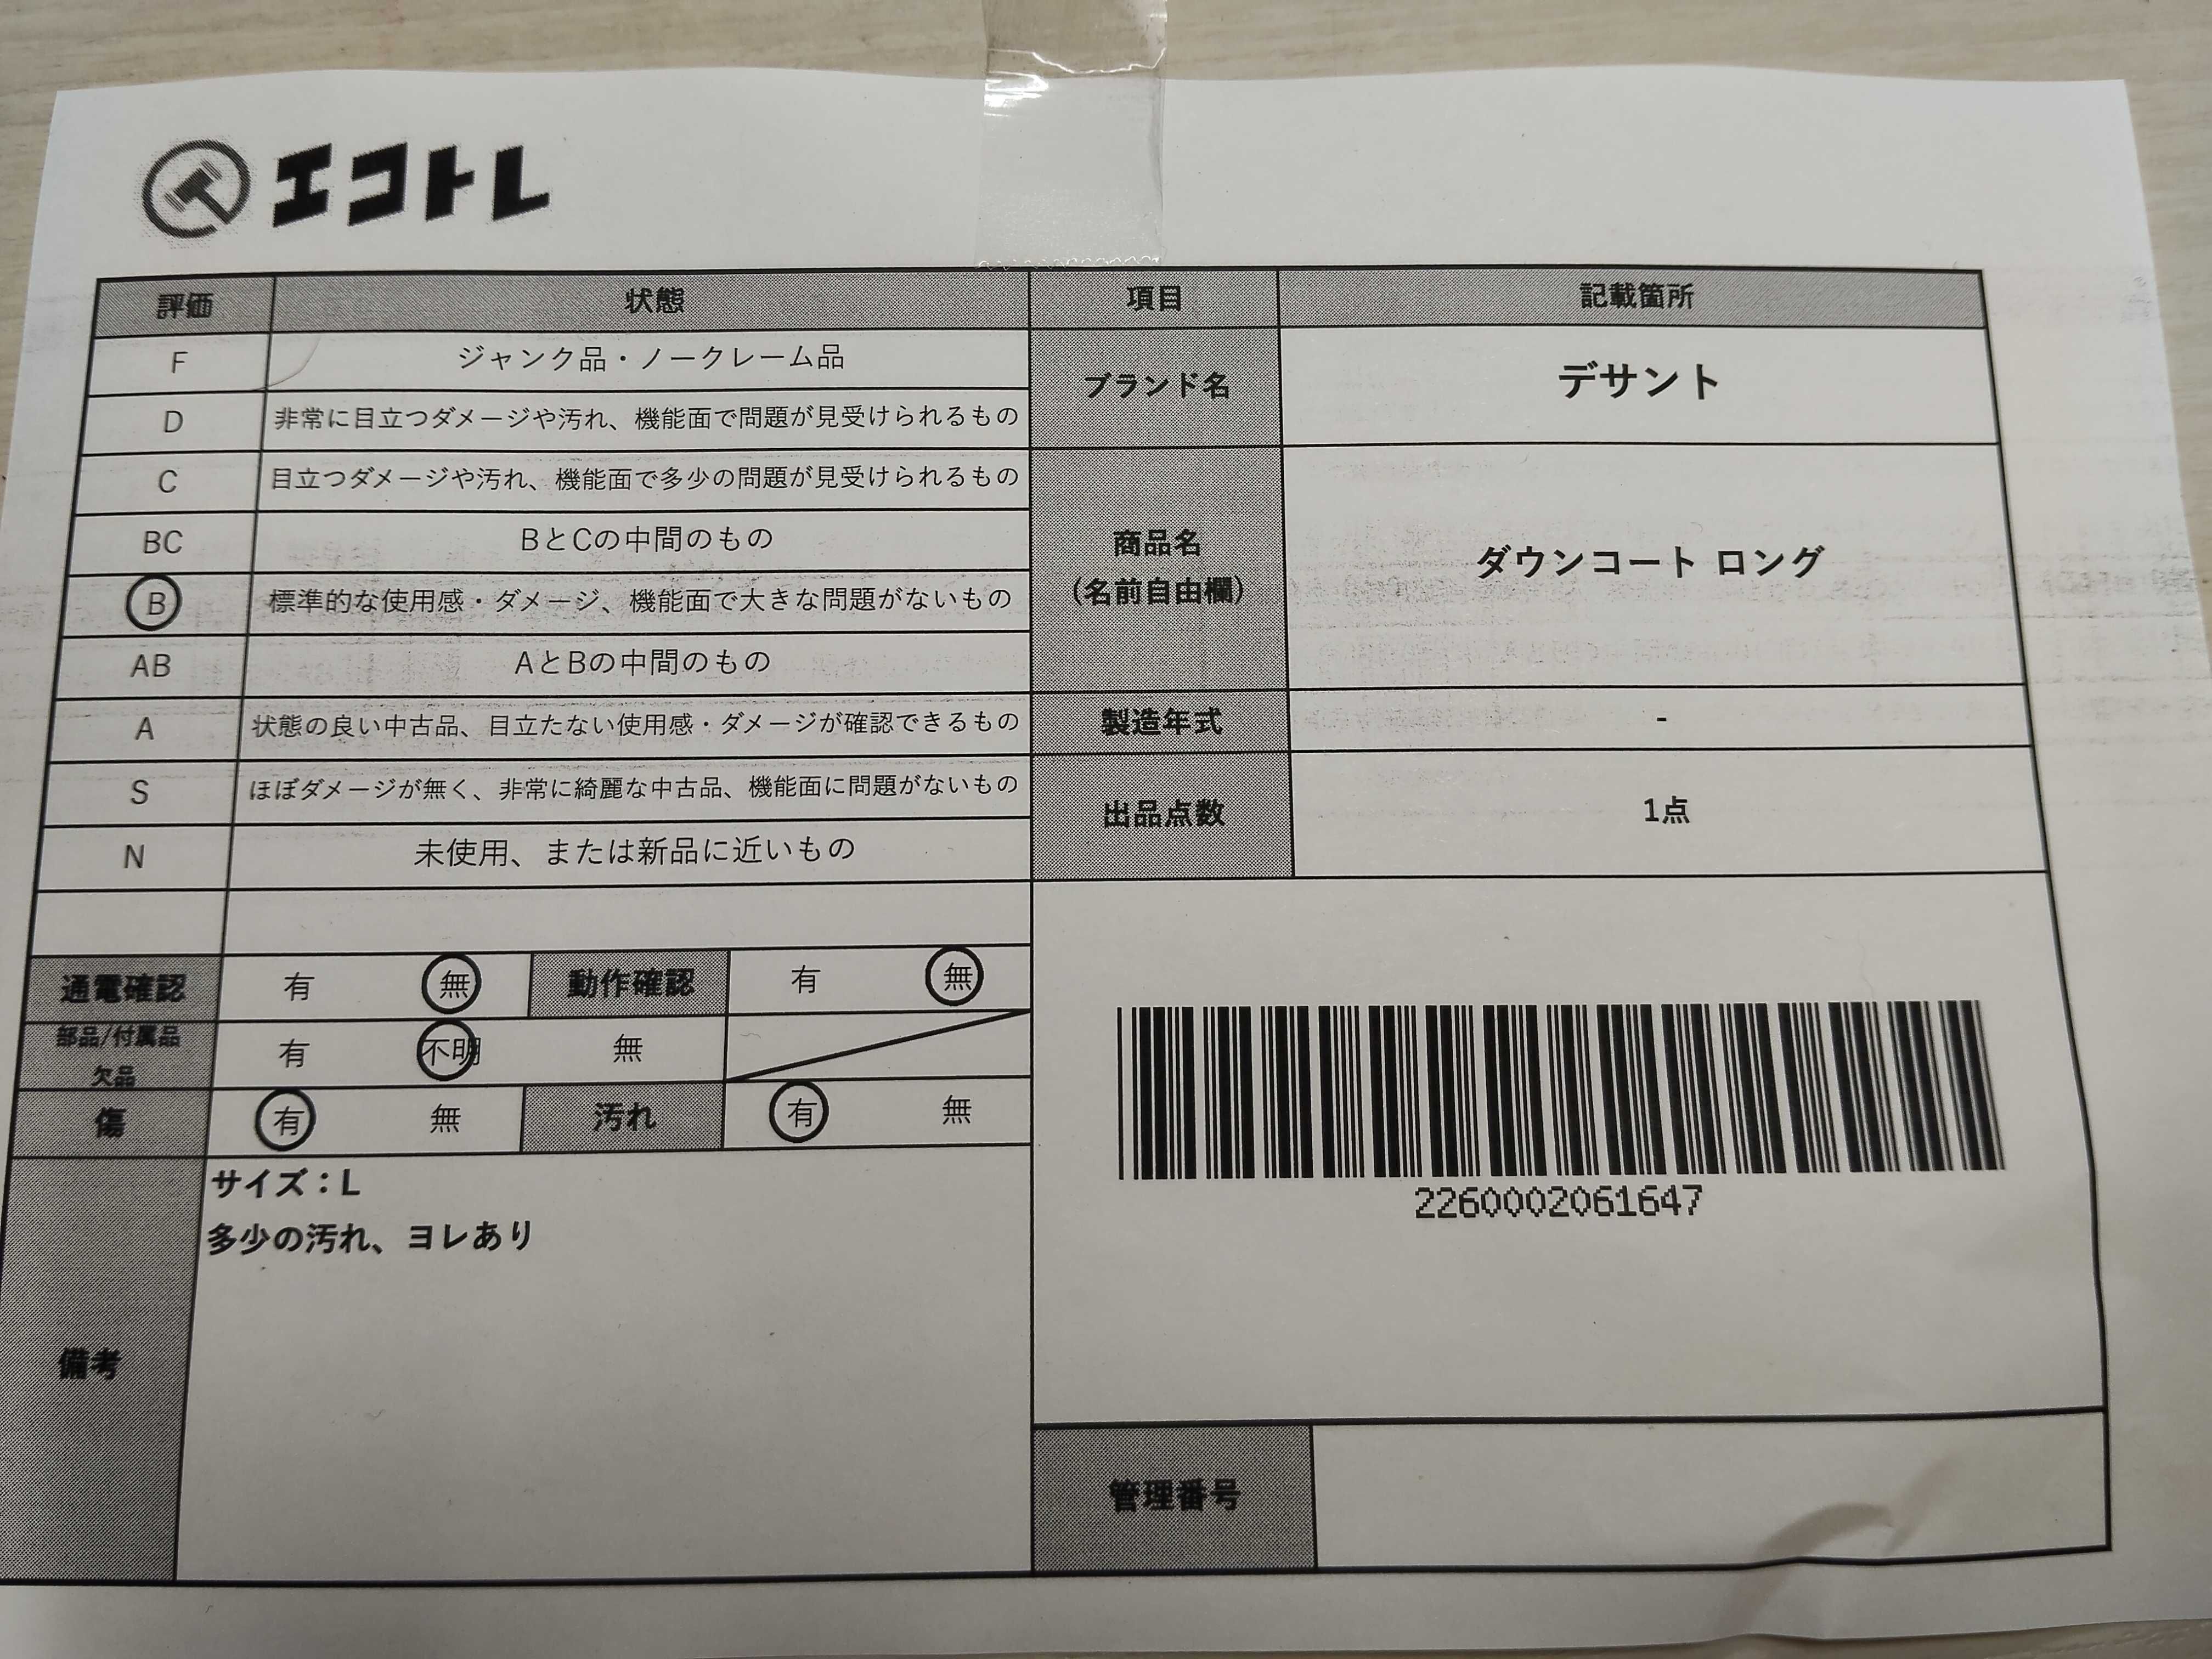 エコトレ
評価 状態 項目 記載箇所
F ジャンク品・ノークレーム品
D 非常に目立つダメージや汚れ、機能面で問題が見受けられるもの
ブランド名 デサント
C 目立つダメージや汚れ、機能面で多少の問題が見受けられるもの
BC BとCの中間のもの
B 標準的な使用感・ダメージ、機能面で大きな問題がないもの
AB AとBの中間のもの
商品名
(名前自由欄)
ダウンコート ロング
A 状態の良い中古品、目立たない使用感・ダメージが確認できるもの
製造年式 -
S ほぼダメージが無く、非常に綺麗な中古品、機能面に問題がないもの
N 未使用、または新品に近いもの
出品点数 1点
通電確認 有 無 動作確認 有 無
部品/付属品
欠品
有 不明 無
傷 有 無 汚れ 有 無
備考
サイズ：L
多少の汚れ、ヨレあり
2260002061647
管理番号